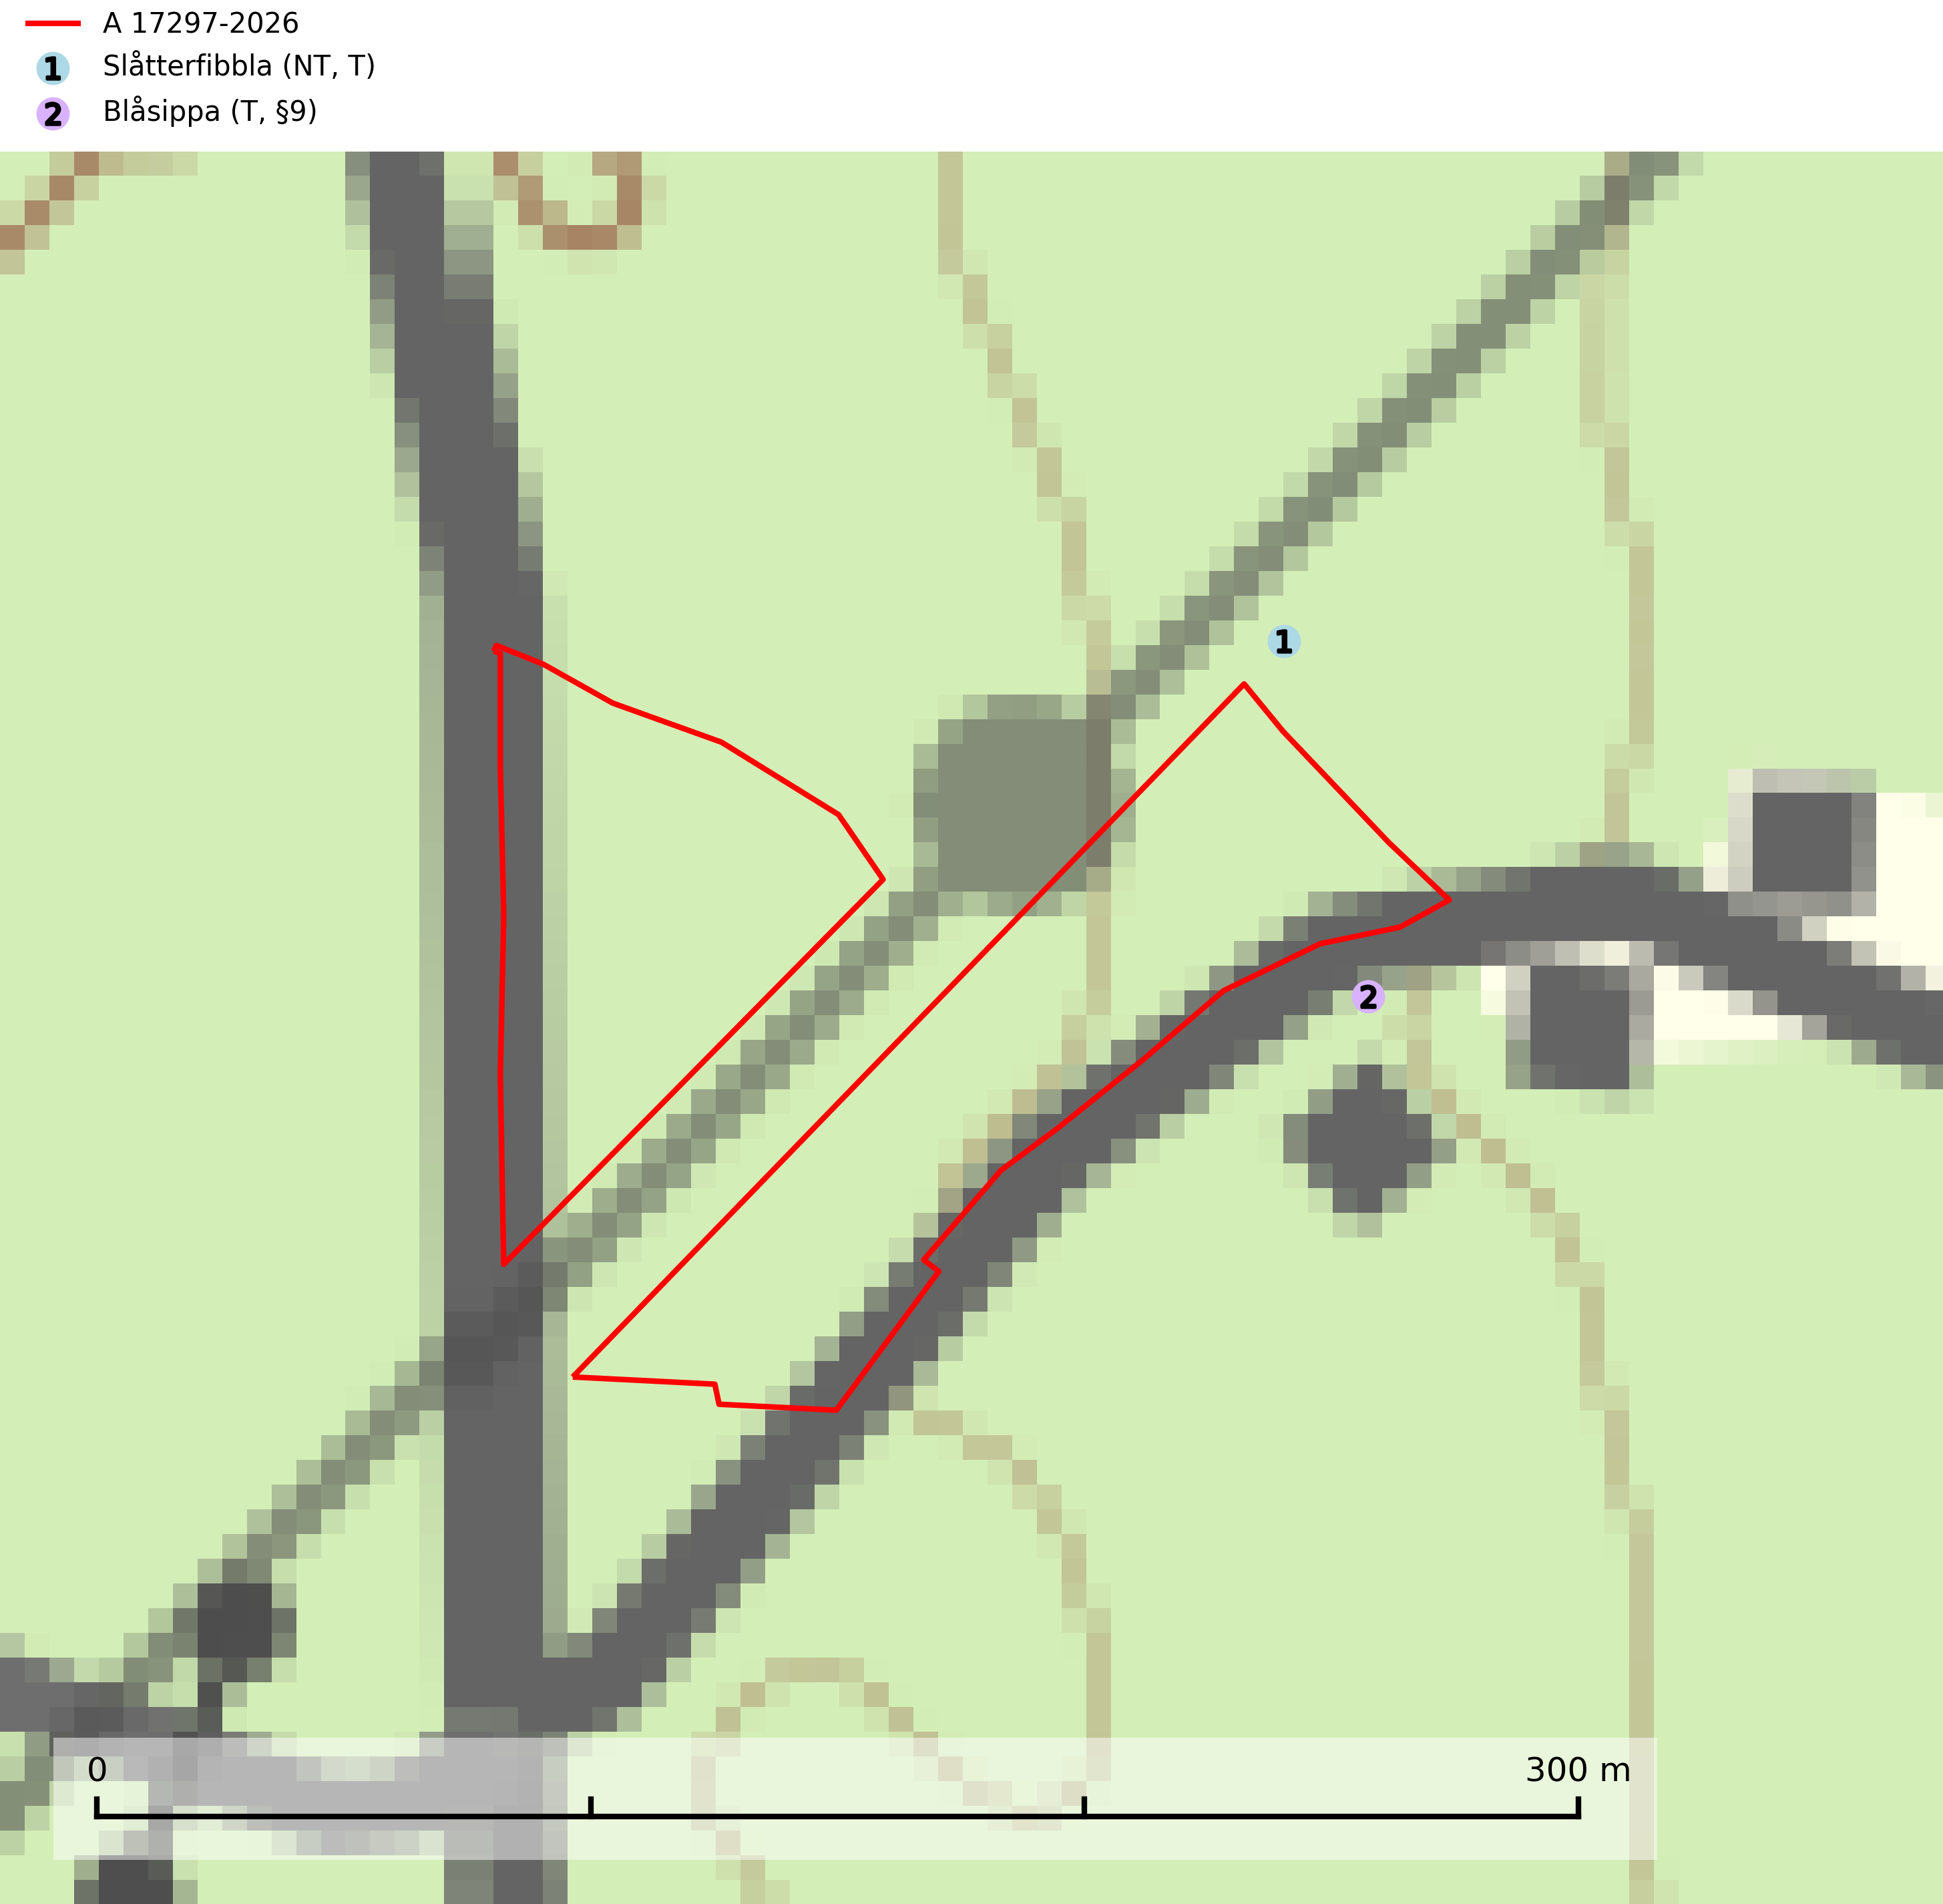 A 17297-2026
1 Slåtterfibbla (NT, T)
2 Blåsippa (T, §9)
1
2
0 300 m